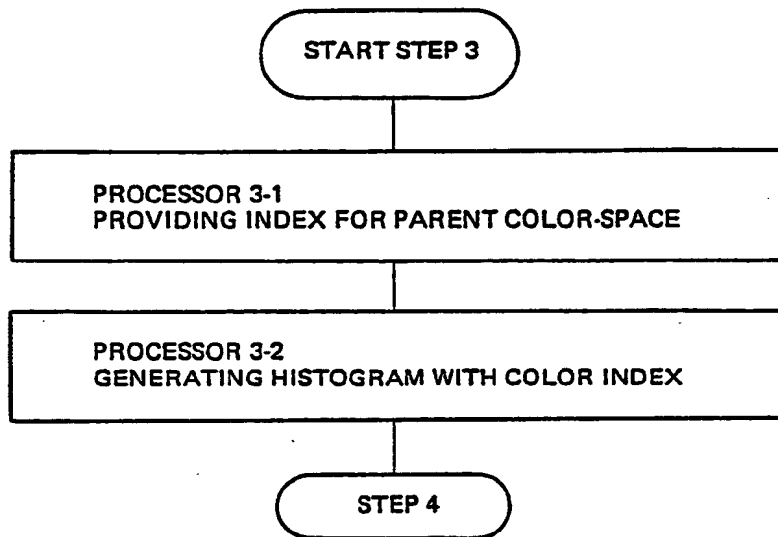 START STEP 3
PROCESSOR 3-1
PROVIDING INDEX FOR PARENT COLOR-SPACE
PROCESSOR 3-2
GENERATING HISTOGRAM WITH COLOR INDEX
STEP 4